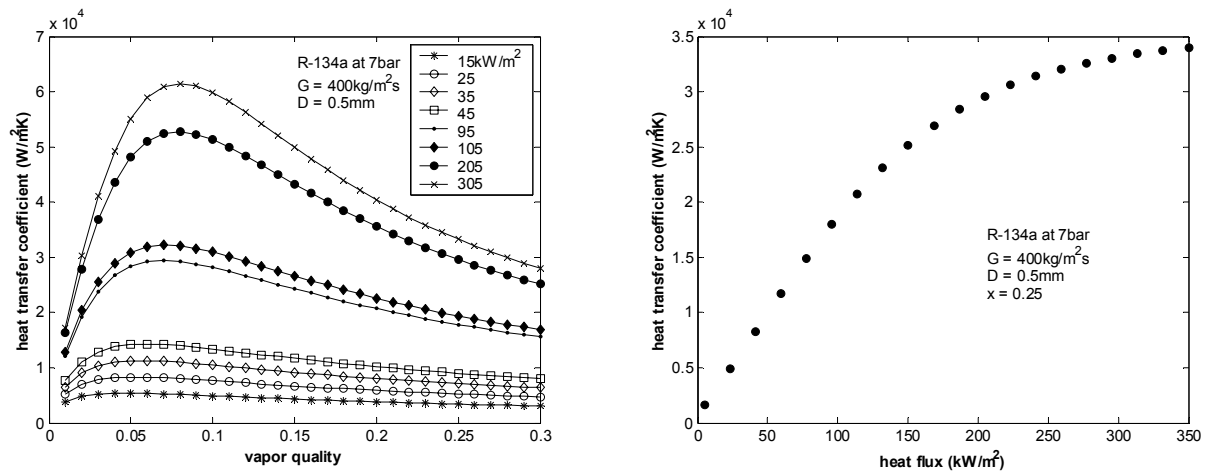 x 10⁴
7
6
5
4
3
2
1
0
heat transfer coefficient (W/m²K)
R-134a at 7bar
G = 400kg/m²s
D = 0.5mm
15kW/m²
25
35
45
95
105
205
305
0 0.05 0.1 0.15 0.2 0.25 0.3
vapor quality
x 10⁴
3.5
3
2.5
2
1.5
1
0.5
0
heat transfer coefficient (W/m²K)
R-134a at 7bar
G = 400kg/m²s
D = 0.5mm
x = 0.25
0 50 100 150 200 250 300 350
heat flux (kW/m²)